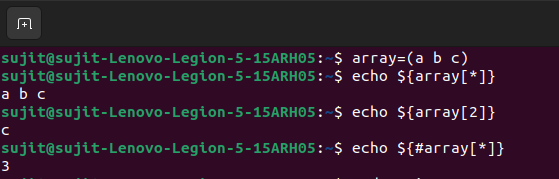 sujit@sujit-Lenovo-Legion-5-15ARH05:~$ array=(a b c)
sujit@sujit-Lenovo-Legion-5-15ARH05:~$ echo ${array[*]}
a b c
sujit@sujit-Lenovo-Legion-5-15ARH05:~$ echo ${array[2]}
c
sujit@sujit-Lenovo-Legion-5-15ARH05:~$ echo ${#array[*]}
3